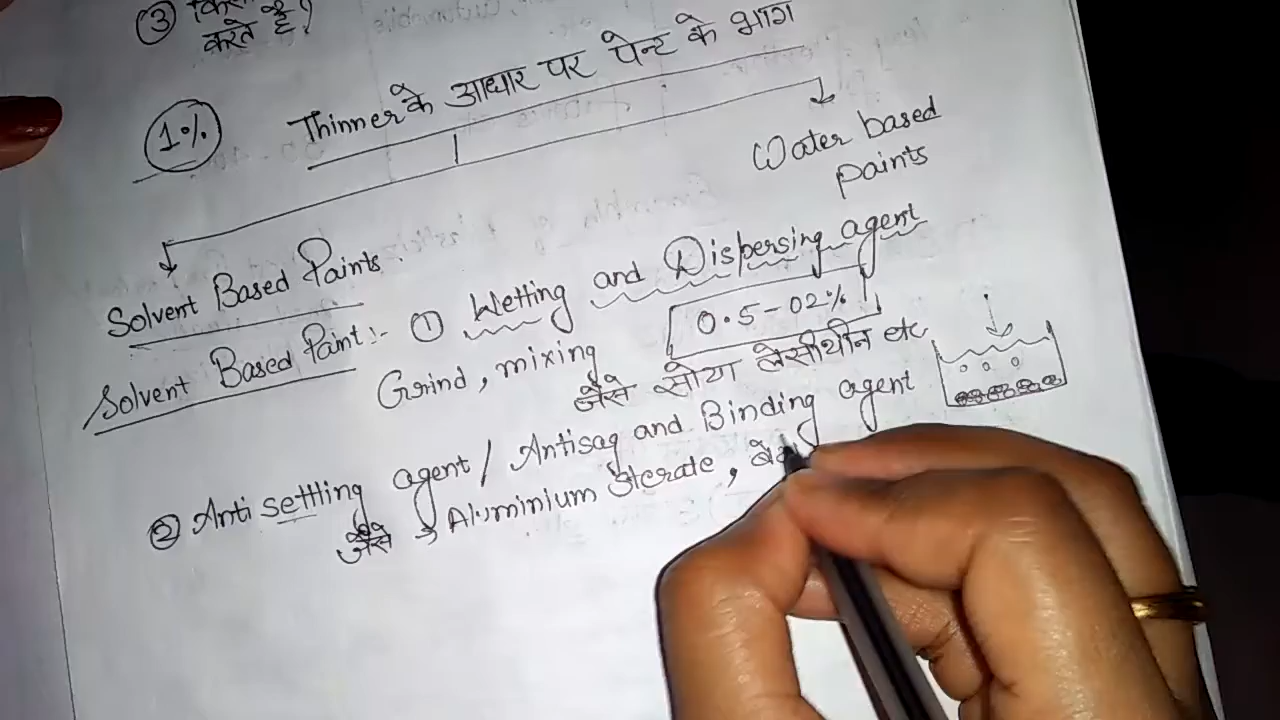 ③
करते है?
1%
Thinner के आधार पर पेन्ट के भाग
Water based
paints
Solvent Based Paints.
Solvent Based Paint:- ① Wetting and Dispersing agent
0.5-02%
Grind, mixing
जैसे सोया लेसीथीन etc
② Anti settling agent/ Antisag and Binding agent
जैसे, Aluminium Sterate,